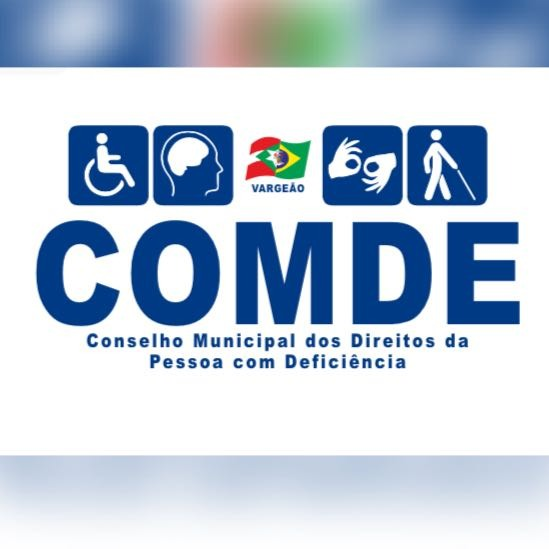 VARGEÃO
COMDE
Conselho Municipal dos Direitos da
Pessoa com Deficiência